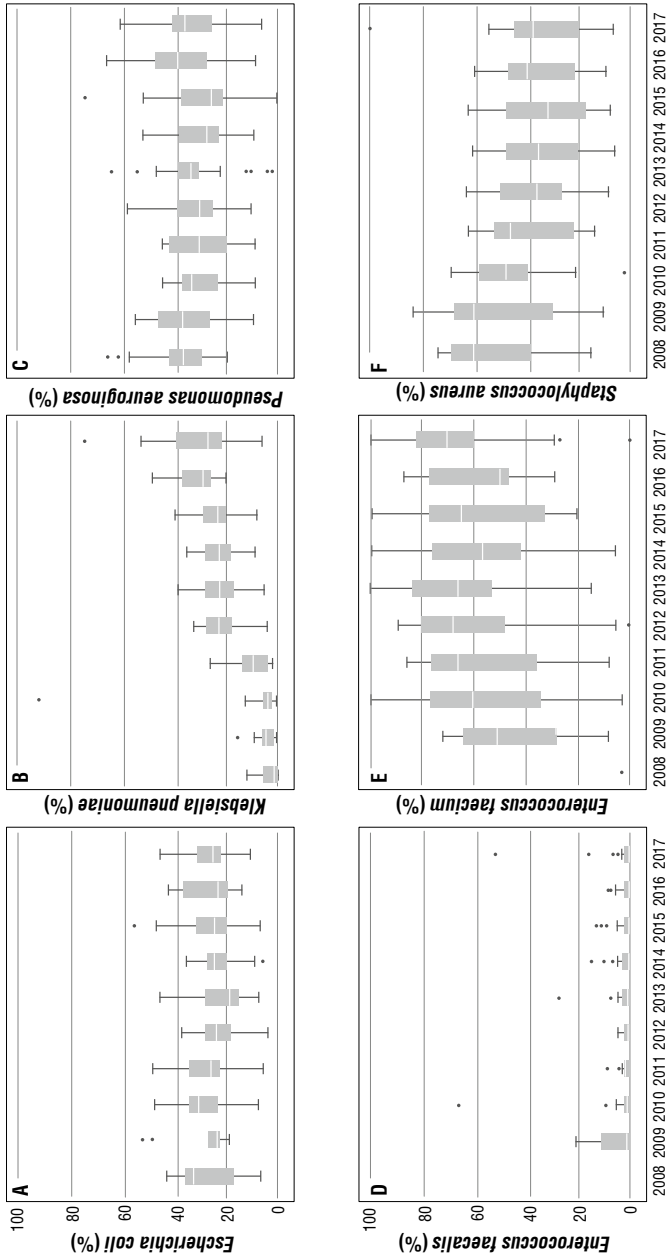 A
Escherichia coli (%)
100
80
60
40
20
0
B
Klebsiella pneumoniae (%)
C
Pseudomonas aeuroginosa (%)
D
Enterococcus faecalis (%)
100
80
60
40
20
0
2008 2009 2010 2011 2012 2013 2014 2015 2016 2017
E
Enterococcus faecium (%)
2008 2009 2010 2011 2012 2013 2014 2015 2016 2017
F
Staphylococcus aureus (%)
2008 2009 2010 2011 2012 2013 2014 2015 2016 2017